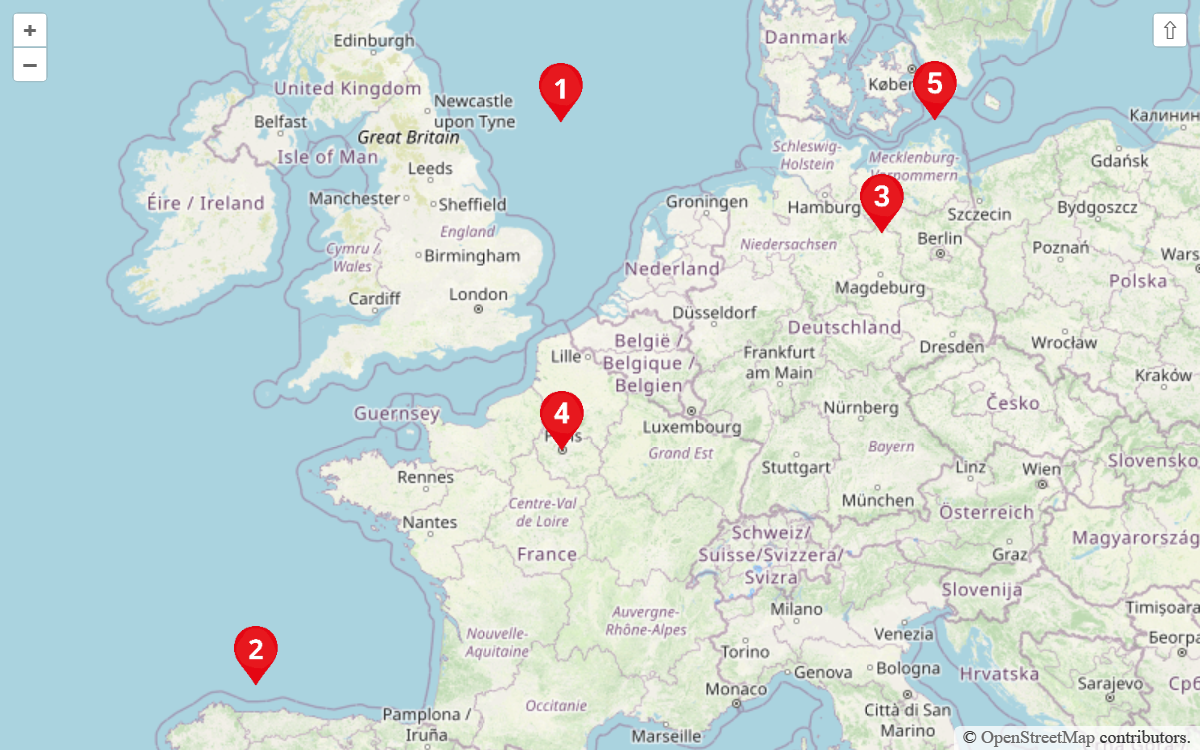 +
−
⇧
Edinburgh
Danmark
United Kingdom
1
5
Køben
Newcastle
upon Tyne
Belfast
Great Britain
Калинин
Isle of Man
Leeds
Schleswig-
Holstein
Mecklenburg-
Vorpommern
Gdańsk
Éire / Ireland
Manchester
Sheffield
Groningen
Hamburg
3
Szczecin
Bydgoszcz
England
Cymru /
Wales
Birmingham
Niedersachsen
Berlin
Poznań
Wars
Nederland
Polska
Cardiff
London
Magdeburg
Düsseldorf
Deutschland
Lille
België /
Belgique /
Belgien
Frankfurt
am Main
Dresden
Wrocław
Kraków
Guernsey
4
Paris
Luxembourg
Nürnberg
Česko
Grand Est
Bayern
Rennes
Stuttgart
Linz
Wien
Slovensko
Nantes
Centre-Val
de Loire
München
Österreich
France
Schweiz/
Suisse/Svizzera/
Svizra
Graz
Magyarország
Slovenija
Auvergne-
Rhône-Alpes
Milano
Timișoara
2
Nouvelle-
Aquitaine
Torino
Venezia
Београ
Genova
Bologna
Hrvatska
Sarajevo
Срб
Monaco
Occitanie
Città di San
Marino
Pamplona /
Iruña
Marseille
© OpenStreetMap contributors.